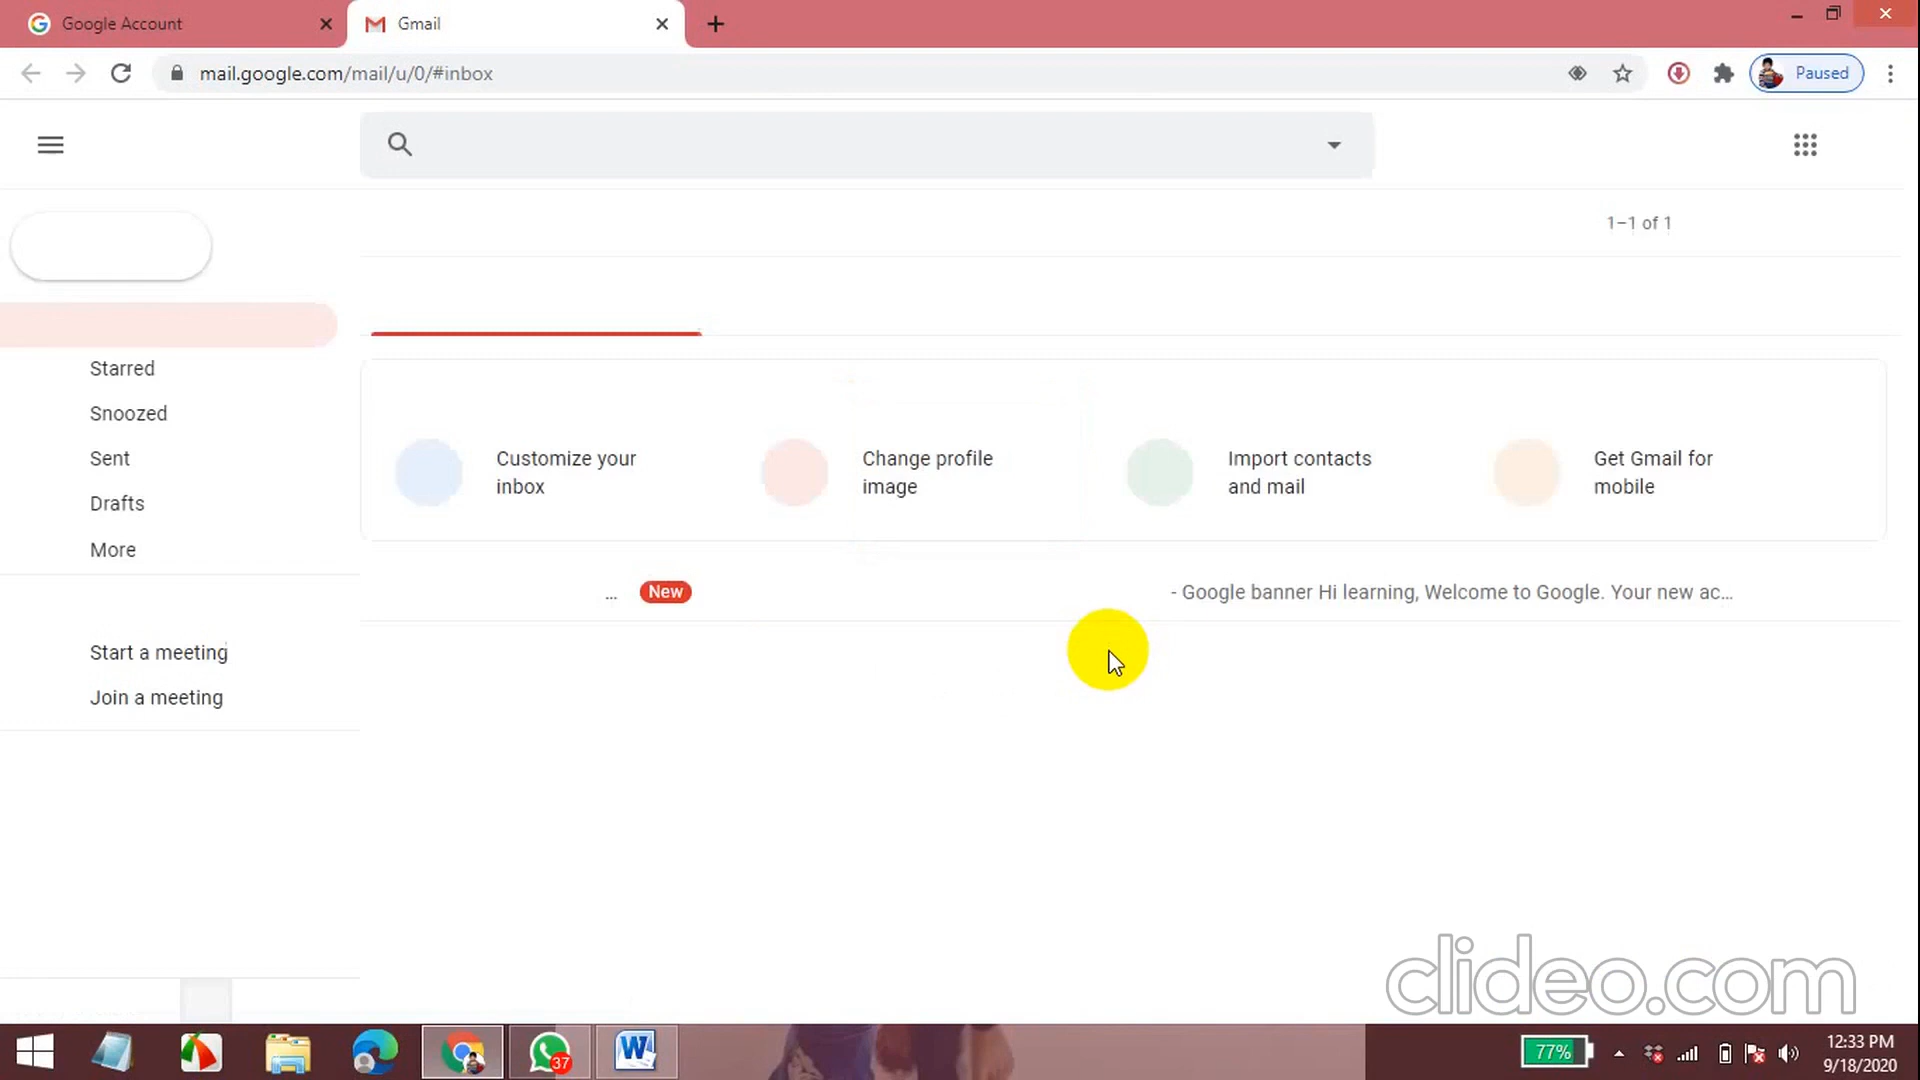 Google Account
Gmail
mail.google.com/mail/u/0/#inbox
Paused
1–1 of 1
Starred
Snoozed
Sent
Drafts
More
Customize your
inbox
Change profile
image
Import contacts
and mail
Get Gmail for
mobile
...
New
- Google banner Hi learning, Welcome to Google. Your new ac...
Start a meeting
Join a meeting
clideo.com
37
77%
12:33 PM
9/18/2020